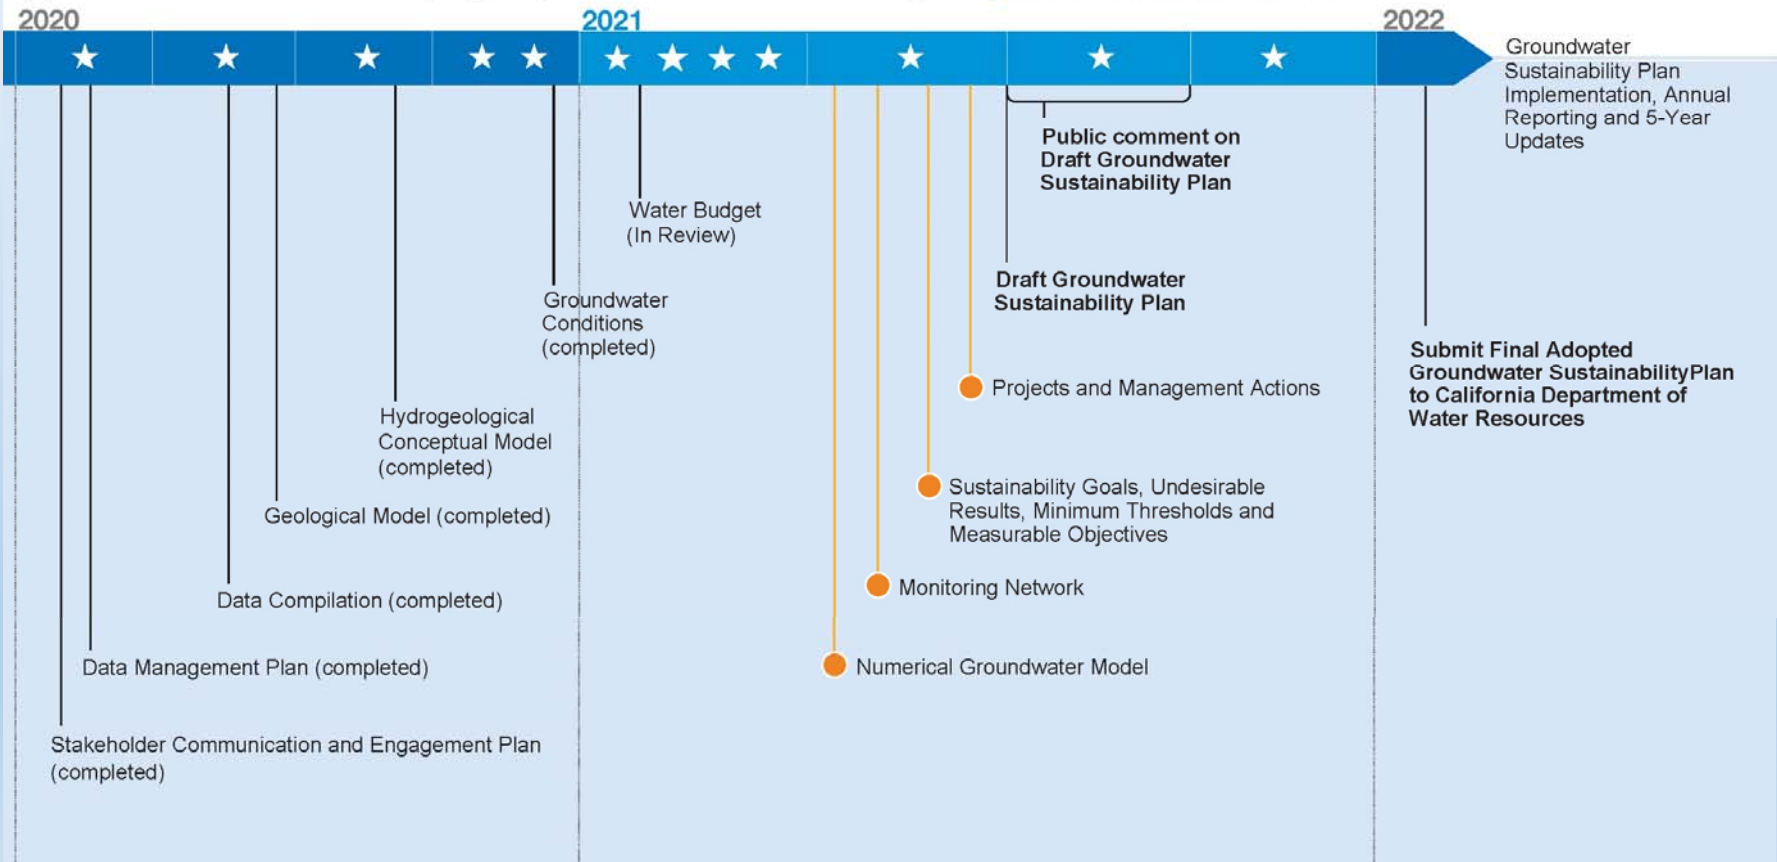 2020
2021
2022
Groundwater
Sustainability Plan
Implementation, Annual
Reporting and 5-Year
Updates
Public comment on
Draft Groundwater
Sustainability Plan
Water Budget
(In Review)
Draft Groundwater
Sustainability Plan
Groundwater
Conditions
(completed)
Submit Final Adopted
Groundwater SustainabilityPlan
to California Department of
Water Resources
Projects and Management Actions
Hydrogeological
Conceptual Model
(completed)
Sustainability Goals, Undesirable
Results, Minimum Thresholds and
Measurable Objectives
Geological Model (completed)
Monitoring Network
Data Compilation (completed)
Data Management Plan (completed)
Numerical Groundwater Model
Stakeholder Communication and Engagement Plan
(completed)